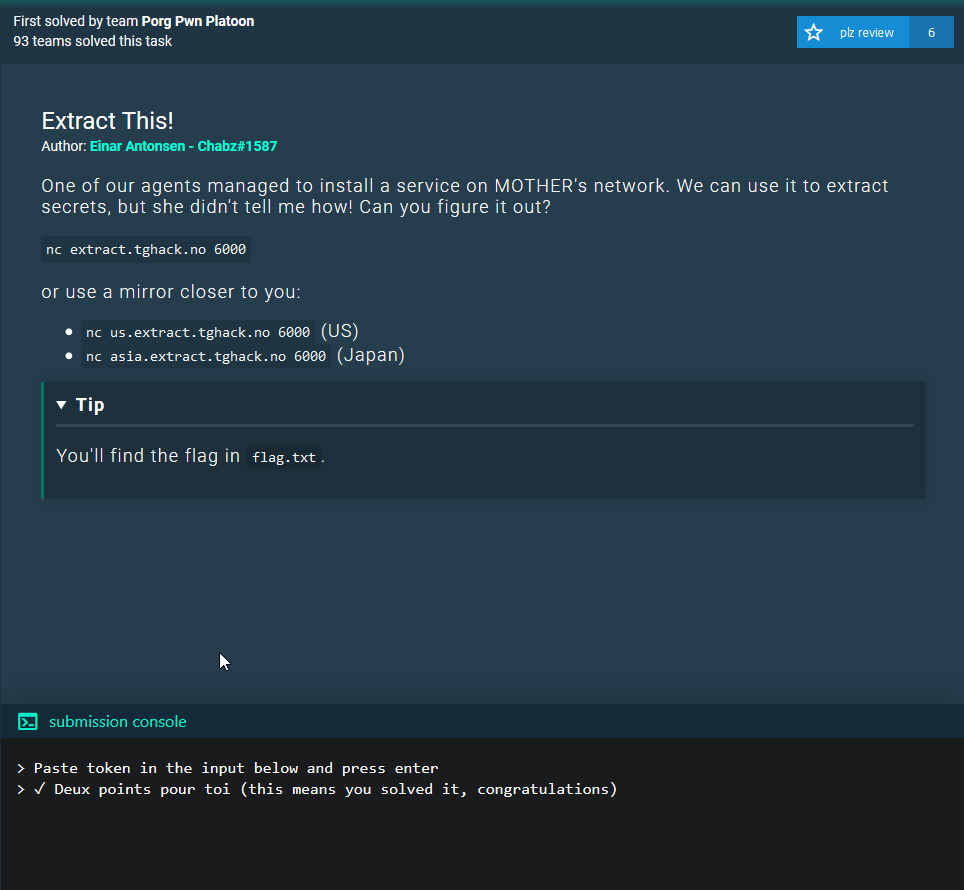 First solved by team Porg Pwn Platoon
93 teams solved this task
plz review 6
Extract This!
Author: Einar Antonsen - Chabz#1587
One of our agents managed to install a service on MOTHER's network. We can use it to extract
secrets, but she didn't tell me how! Can you figure it out?
nc extract.tghack.no 6000
or use a mirror closer to you:
• nc us.extract.tghack.no 6000 (US)
• nc asia.extract.tghack.no 6000 (Japan)
▼ Tip
You'll find the flag in flag.txt.
submission console
> Paste token in the input below and press enter
> ✓ Deux points pour toi (this means you solved it, congratulations)